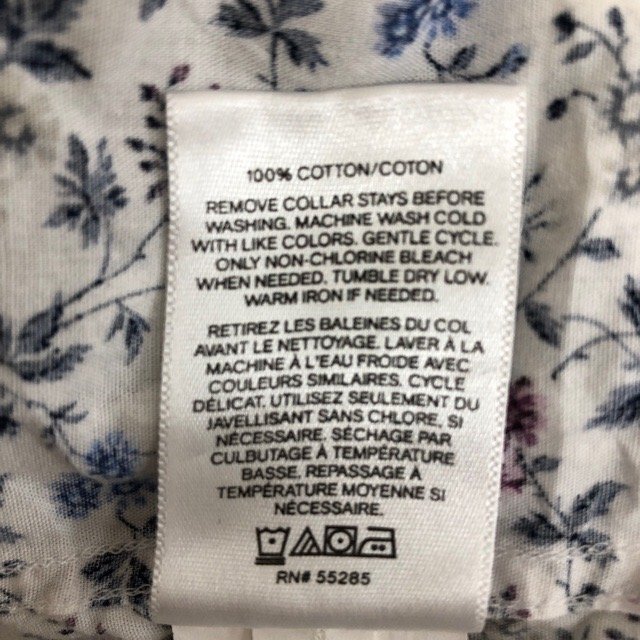 100% COTTON/COTON
REMOVE COLLAR STAYS BEFORE
WASHING. MACHINE WASH COLD
WITH LIKE COLORS. GENTLE CYCLE.
ONLY NON-CHLORINE BLEACH
WHEN NEEDED. TUMBLE DRY LOW.
WARM IRON IF NEEDED.
RETIREZ LES BALEINES DU COL
AVANT LE NETTOYAGE. LAVER À LA
MACHINE À L'EAU FROIDE AVEC
COULEURS SIMILAIRES. CYCLE
DÉLICAT. UTILISEZ SEULEMENT DU
JAVELLISANT SANS CHLORE, SI
NÉCESSAIRE. SÉCHAGE PAR
CULBUTAGE À TEMPÉRATURE
BASSE. REPASSAGE À
TEMPÉRATURE MOYENNE SI
NÉCESSAIRE.
RN# 55285